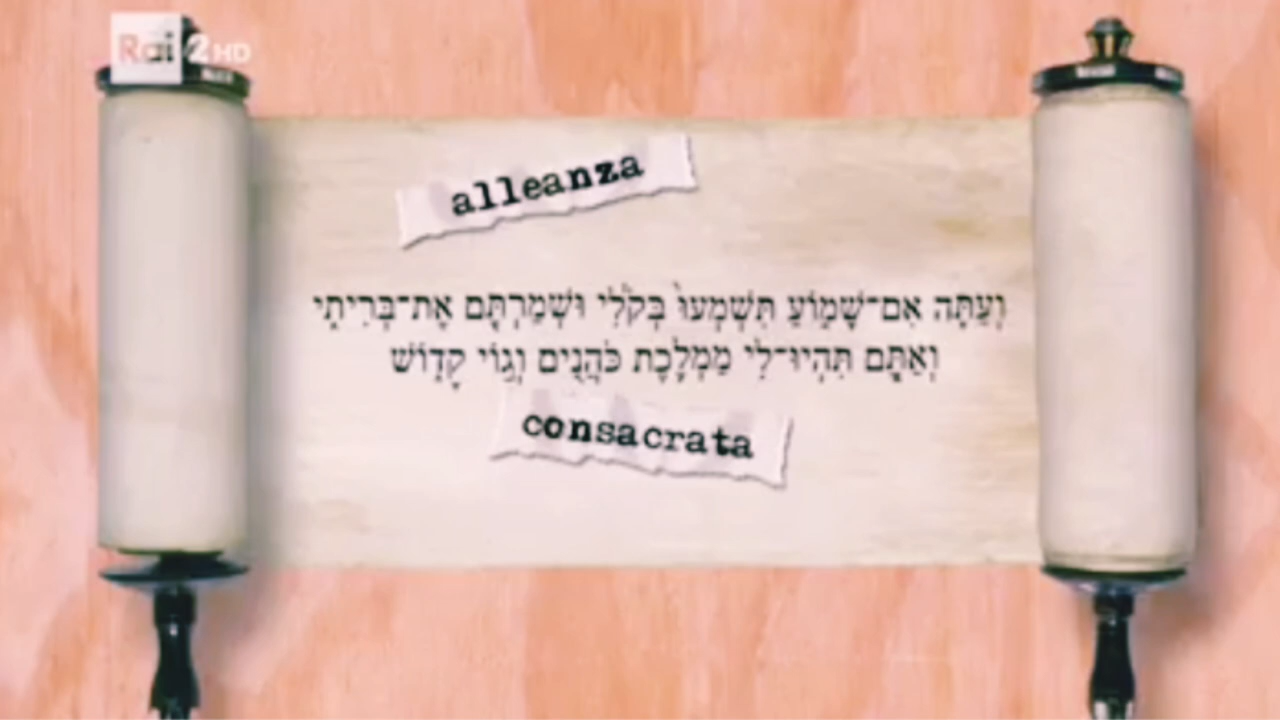 Rai 2 HD
alleanza
וְעַתָּה אִם־שָׁמוֹעַ תִּשְׁמְעוּ בְּקֹלִי וּשְׁמַרְתֶּם אֶת־בְּרִיתִי
וְאַתֶּם תִּהְיוּ־לִי מַמְלֶכֶת כֹּהֲנִים וְגוֹי קָדוֹשׁ
consacrata